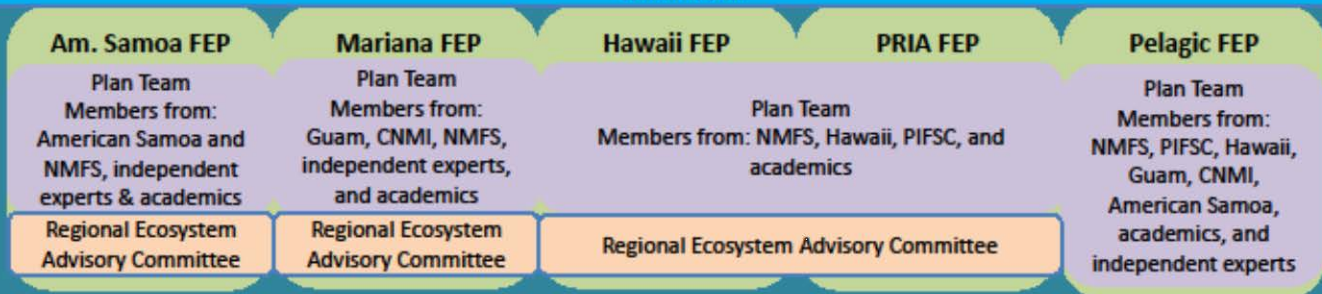 Am. Samoa FEP
Plan Team
Members from:
American Samoa and
NMFS, independent
experts & academics
Regional Ecosystem
Advisory Committee
Mariana FEP
Plan Team
Members from:
Guam, CNMI, NMFS,
independent experts,
and academics
Regional Ecosystem
Advisory Committee
Hawaii FEP
PRIA FEP
Plan Team
Members from: NMFS, Hawaii, PIFSC, and
academics
Regional Ecosystem Advisory Committee
Pelagic FEP
Plan Team
Members from:
NMFS, PIFSC, Hawaii,
Guam, CNMI,
American Samoa,
academics, and
independent experts